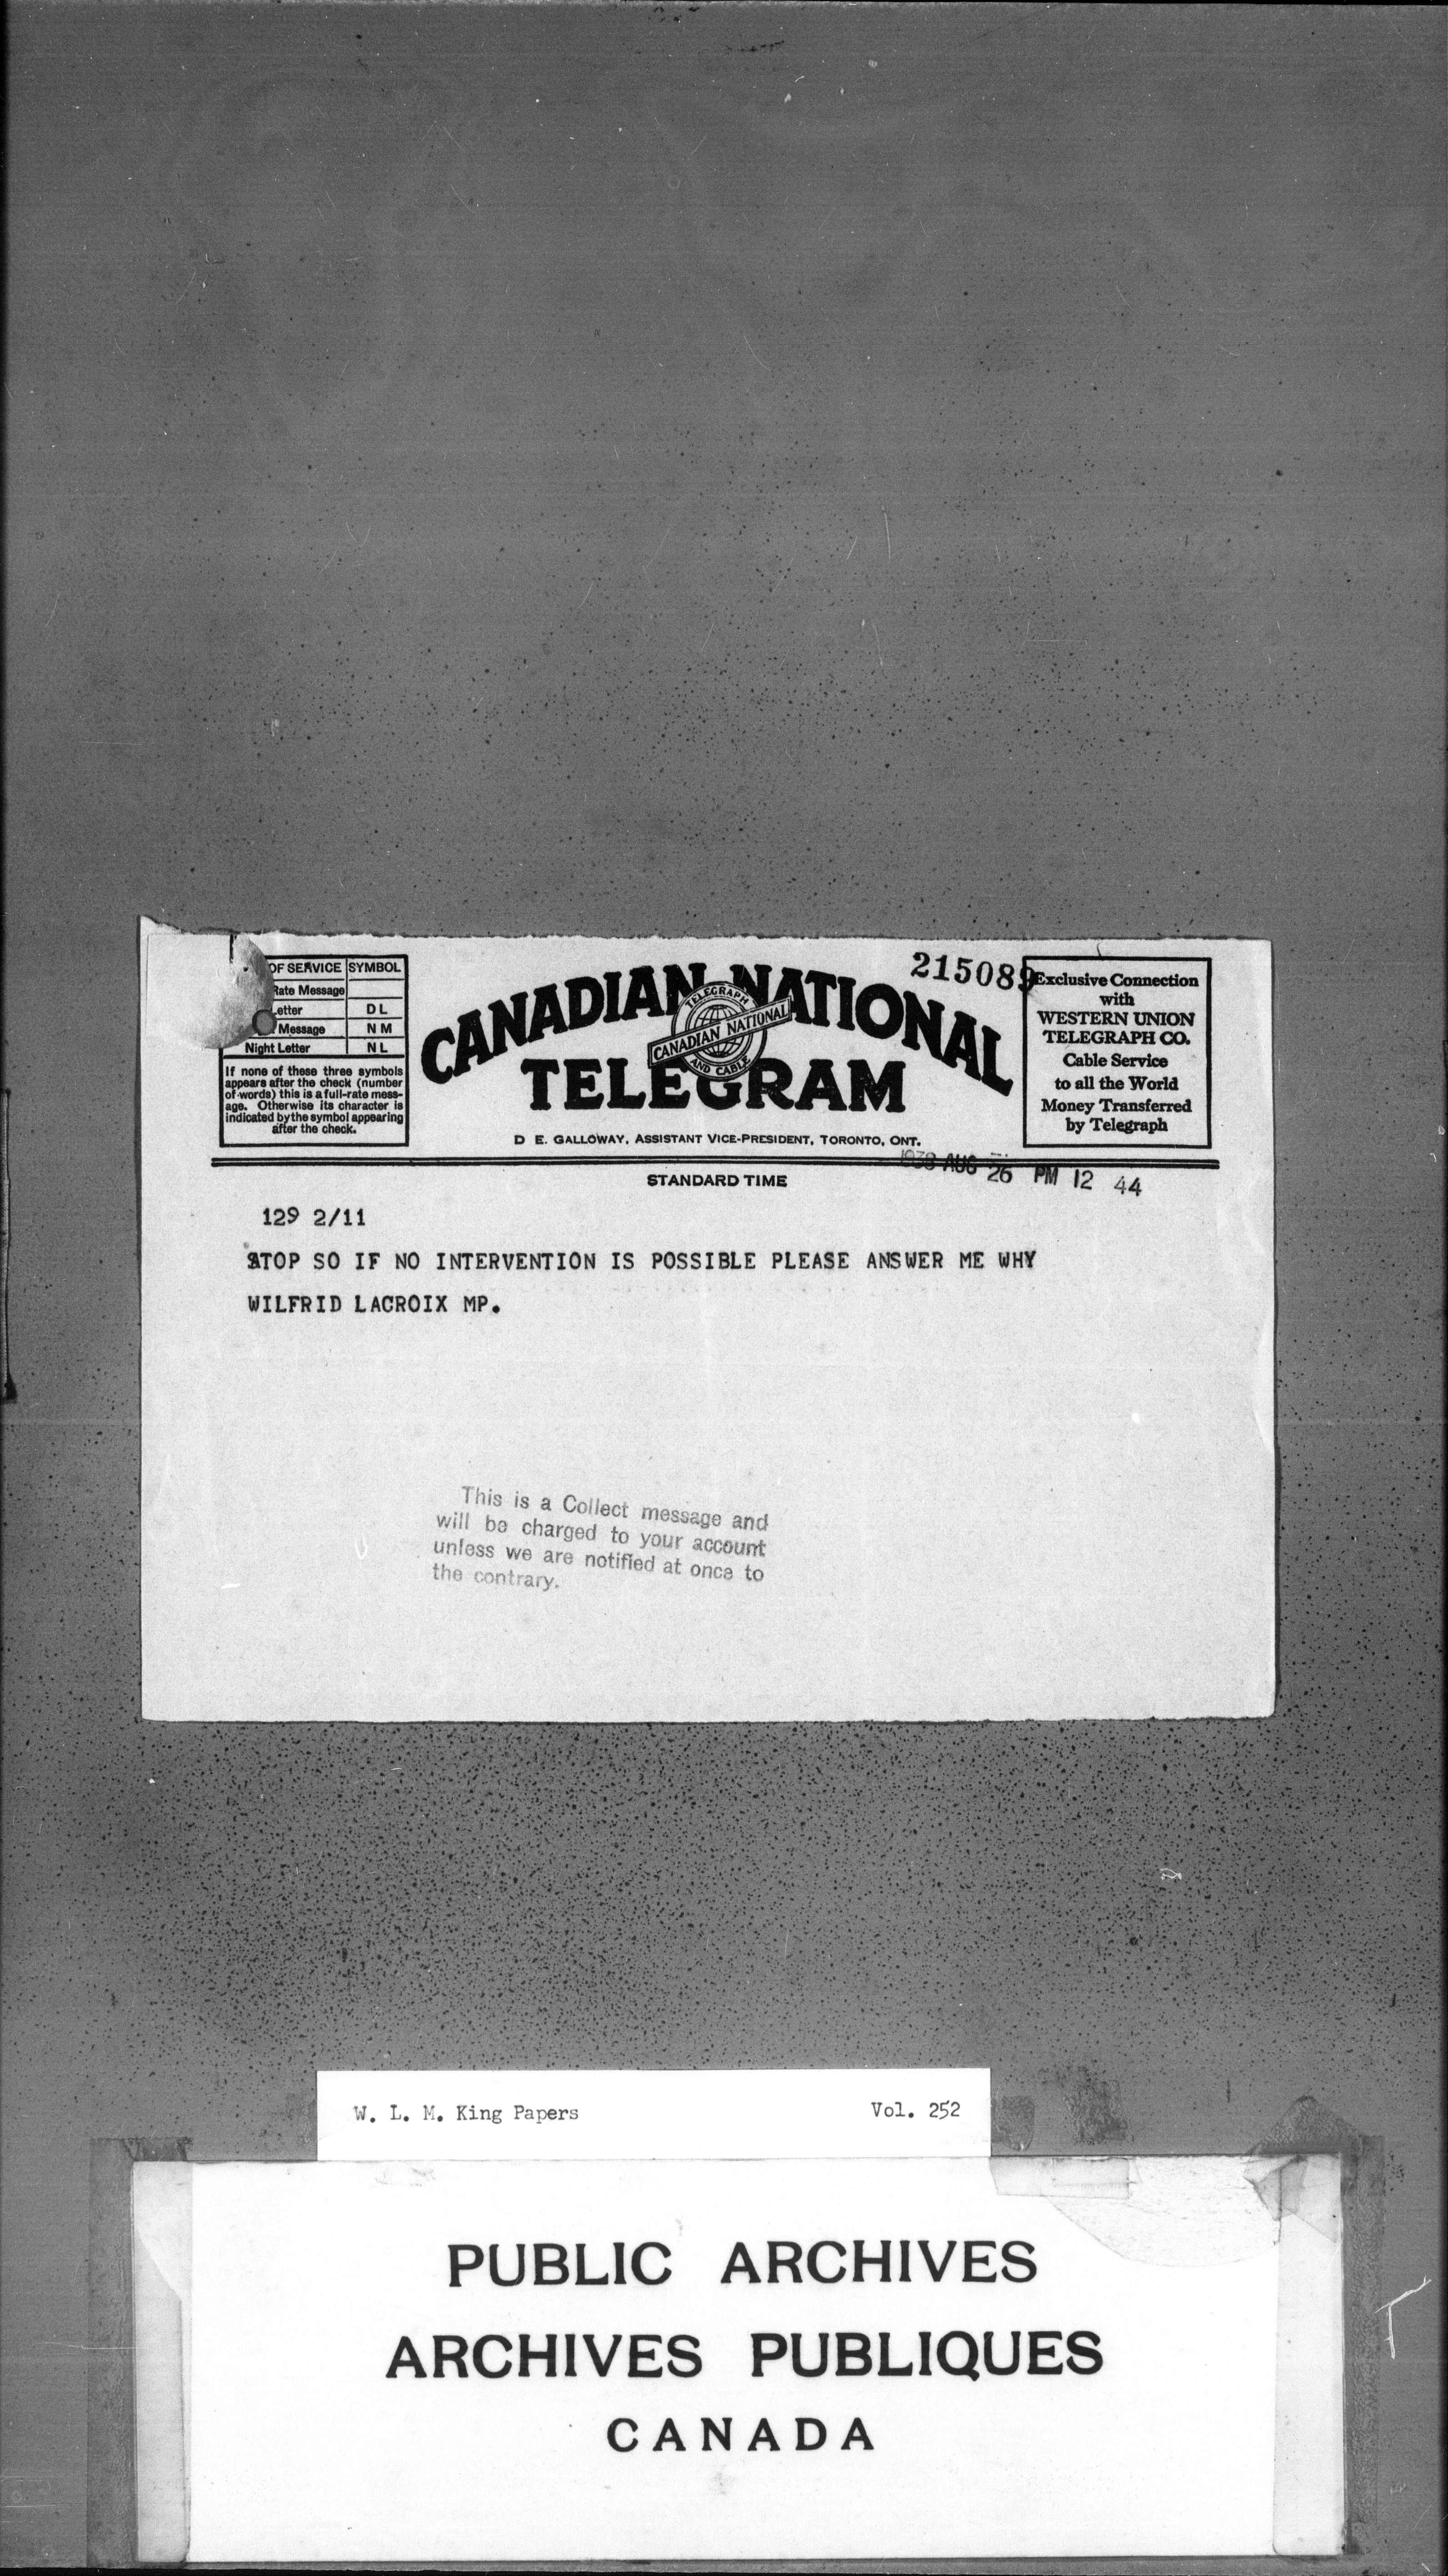 OF SERVICE SYMBOL
Rate Message
Letter DL
Message NM
Night Letter NL
If none of these three symbols
appears after the check (number
of words) this is a full-rate mess-
age. Otherwise its character is
indicated by the symbol appearing
after the check.
CANADIAN NATIONAL
TELEGRAPH
CANADIAN NATIONAL
AND CABLE
TELEGRAM
D E. GALLOWAY, ASSISTANT VICE-PRESIDENT, TORONTO, ONT.
215089
Exclusive Connection
with
WESTERN UNION
TELEGRAPH CO.
Cable Service
to all the World
Money Transferred
by Telegraph
1938 AUG 26 PM 12 44
STANDARD TIME
129 2/11
STOP SO IF NO INTERVENTION IS POSSIBLE PLEASE ANSWER ME WHY
WILFRID LACROIX MP.
This is a Collect message and
will be charged to your account
unless we are notified at once to
the contrary.
W. L. M. King Papers Vol. 252
PUBLIC ARCHIVES
ARCHIVES PUBLIQUES
CANADA